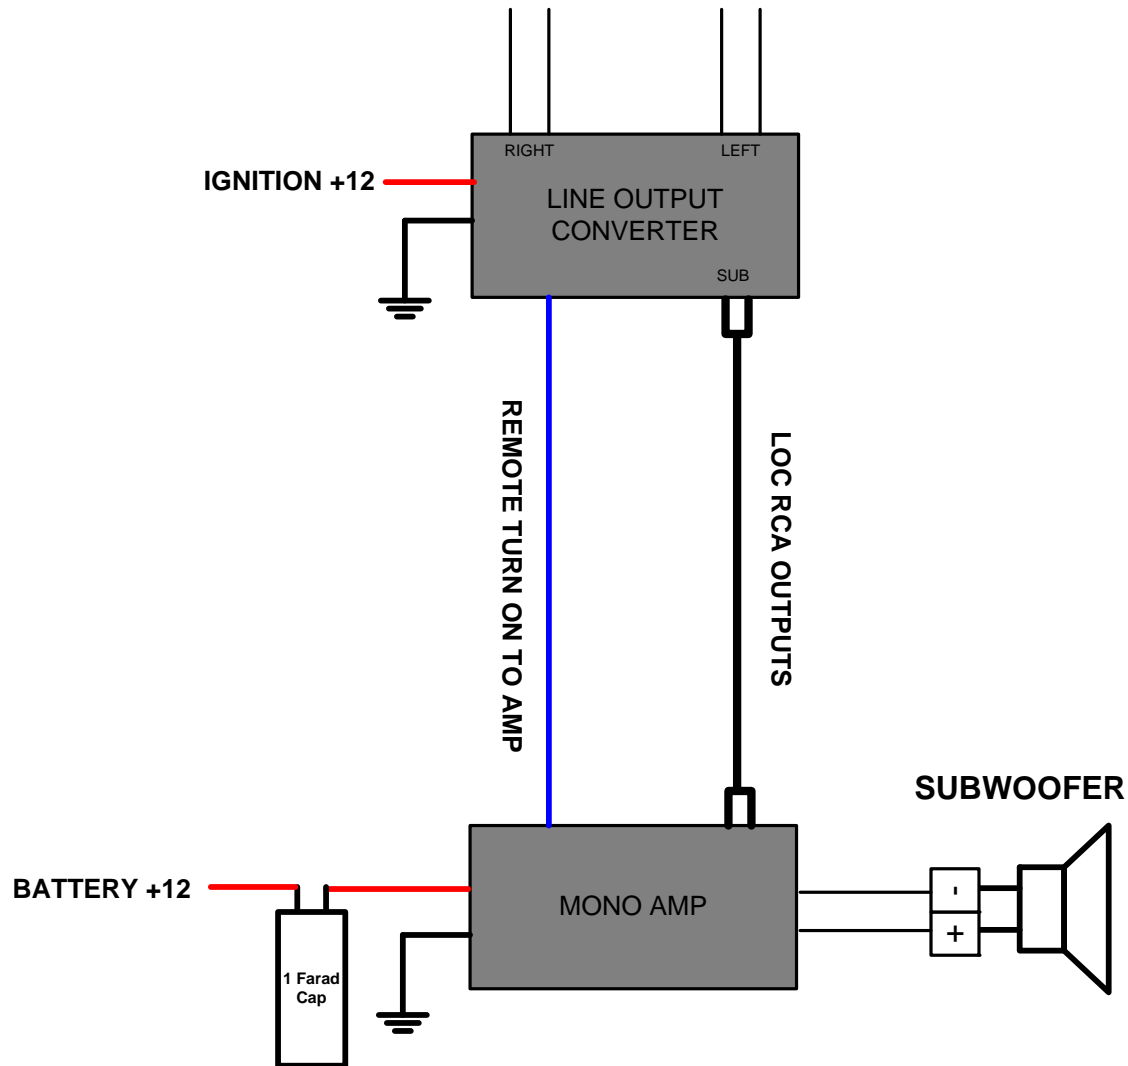 RIGHT
LEFT
IGNITION +12
LINE OUTPUT
CONVERTER
SUB
REMOTE TURN ON TO AMP
LOC RCA OUTPUTS
SUBWOOFER
BATTERY +12
MONO AMP
-
+
1 Farad
Cap